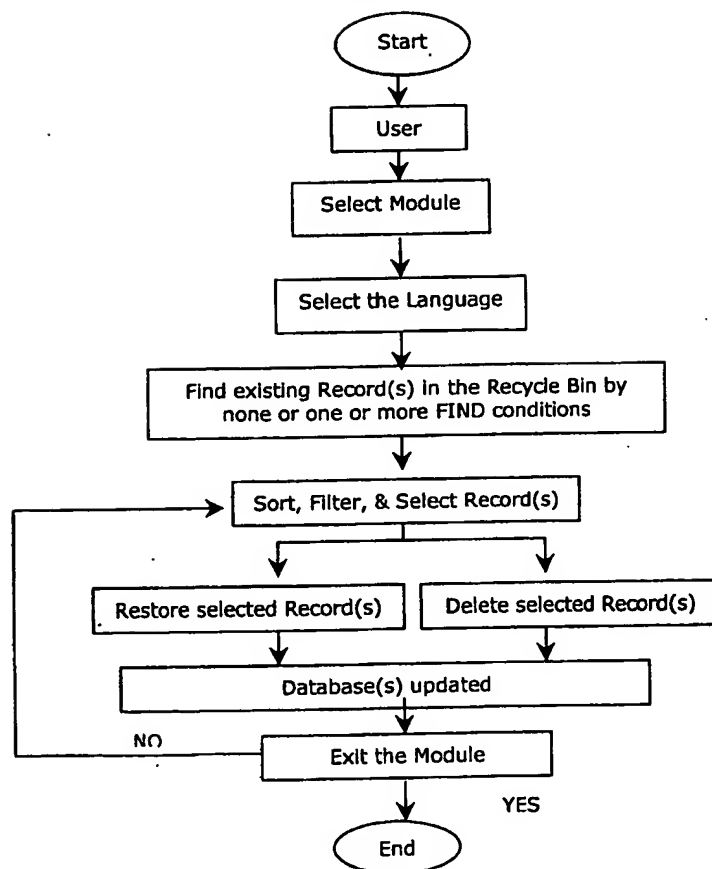 Start
User
Select Module
Select the Language
Find existing Record(s) in the Recycle Bin by
none or one or more FIND conditions
Sort, Filter, & Select Record(s)
Restore selected Record(s)
Delete selected Record(s)
Database(s) updated
NO
Exit the Module
YES
End